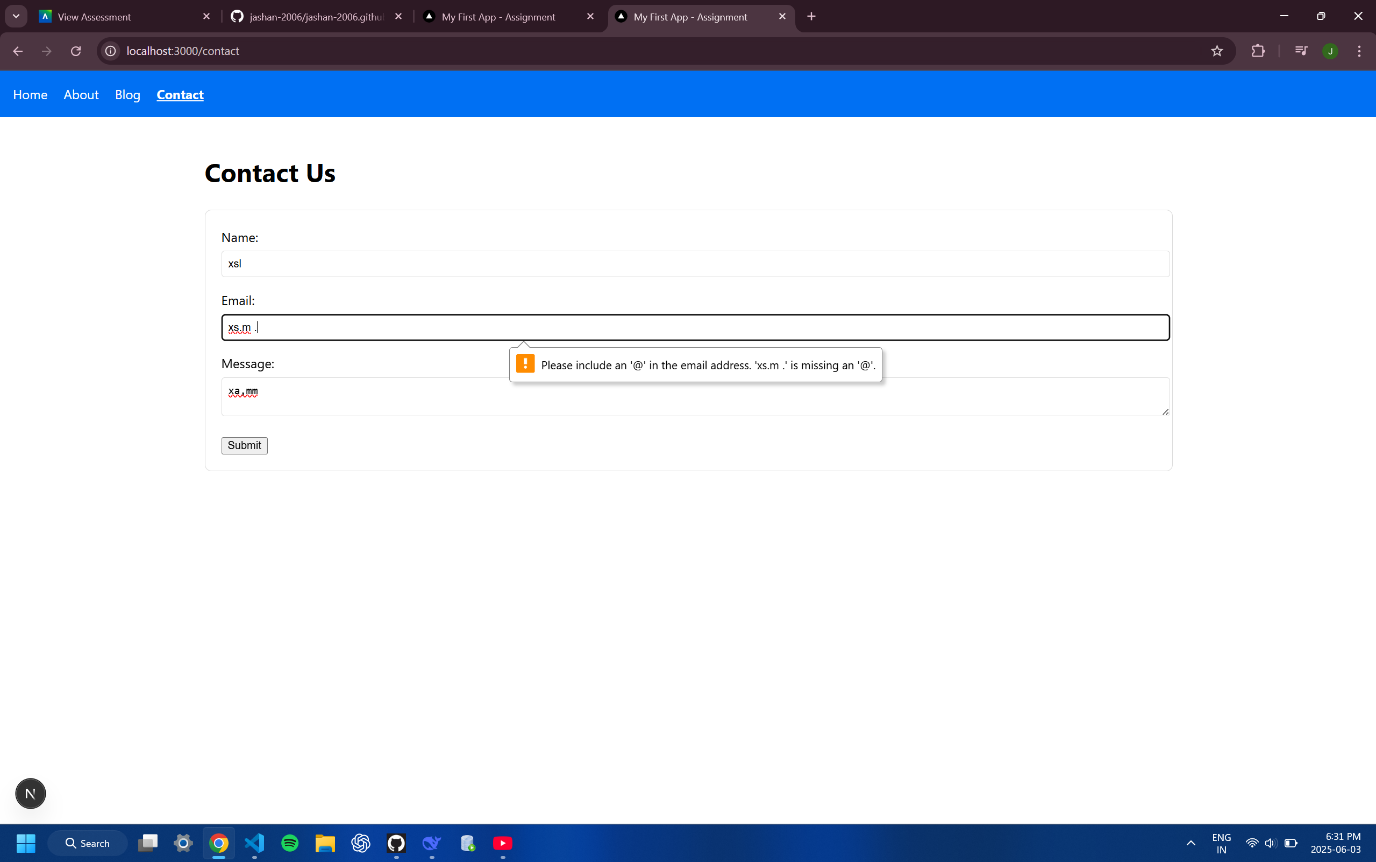 View Assessment
jashan-2006/jashan-2006.githu
My First App - Assignment
My First App - Assignment
localhost:3000/contact
J
Home About Blog Contact
Contact Us
Name:
xsl
Email:
xs.m .
Please include an '@' in the email address. 'xs.m .' is missing an '@'.
Message:
xa,mm
Submit
N
Search
ENG
IN
6:31 PM
2025-06-03